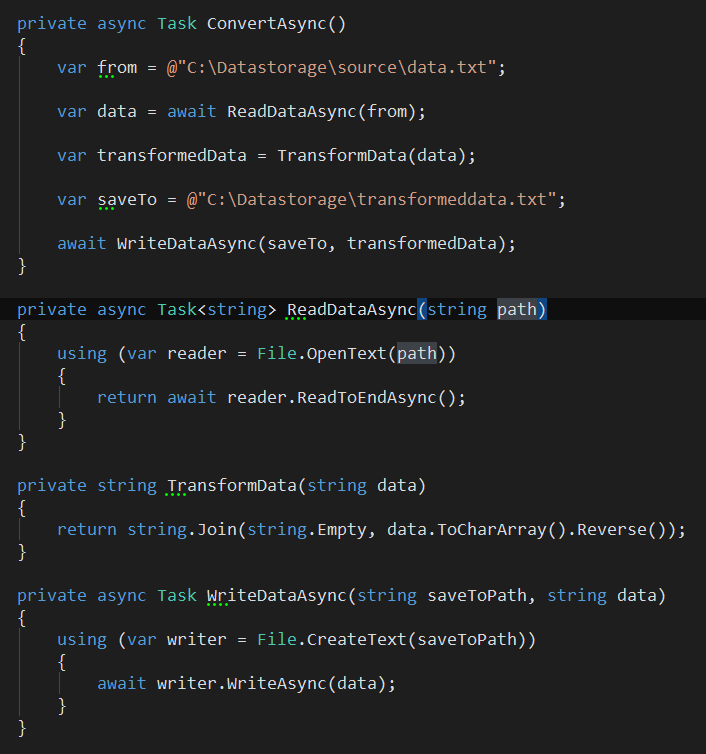 private async Task ConvertAsync()
{
    var from = @"C:\Datastorage\source\data.txt";
    var data = await ReadDataAsync(from);
    var transformedData = TransformData(data);
    var saveTo = @"C:\Datastorage\transformeddata.txt";
    await WriteDataAsync(saveTo, transformedData);
}
private async Task<string> ReadDataAsync(string path)
{
    using (var reader = File.OpenText(path))
    {
        return await reader.ReadToEndAsync();
    }
}
private string TransformData(string data)
{
    return string.Join(string.Empty, data.ToCharArray().Reverse());
}
private async Task WriteDataAsync(string saveToPath, string data)
{
    using (var writer = File.CreateText(saveToPath))
    {
        await writer.WriteAsync(data);
    }
}